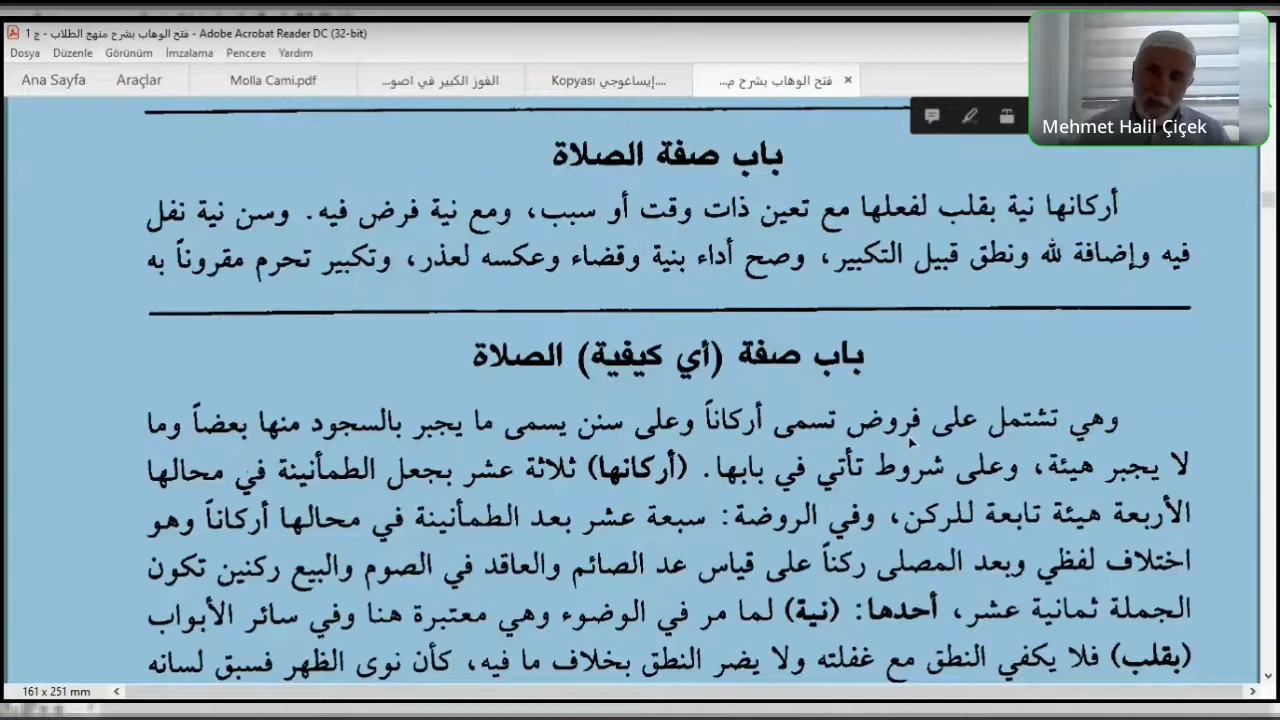 فتح الوهاب بشرح منهج الطلاب - ج 1 - Adobe Acrobat Reader DC (32-bit)
Dosya Düzenle Görünüm İmzalama Pencere Yardım
Ana Sayfa Araçlar Molla Cami.pdf الفوز الكبير في اصو... Kopyası إيساغوجي.... فتح الوهاب بشرح م... ×
Mehmet Halil Çiçek
باب صفة الصلاة
أركانها نية بقلب لفعلها مع تعين ذات وقت أو سبب، ومع نية فرض فيه. وسن نية نفل
فيه وإضافة لله ونطق قبيل التكبير، وصح أداء بنية وقضاء وعكسه لعذر، وتكبير تحرم مقروناً به
باب صفة (أي كيفية) الصلاة
وهي تشتمل على فروض تسمى أركاناً وعلى سنن يسمى ما يجبر بالسجود منها بعضاً وما
لا يجبر هيئة، وعلى شروط تأتي في بابها. (أركانها) ثلاثة عشر بجعل الطمأنينة في محالها
الأربعة هيئة تابعة للركن، وفي الروضة: سبعة عشر بعد الطمأنينة في محالها أركاناً وهو
اختلاف لفظي وبعد المصلى ركناً على قياس عد الصائم والعاقد في الصوم والبيع ركنين تكون
الجملة ثمانية عشر، أحدها: (نية) لما مر في الوضوء وهي معتبرة هنا وفي سائر الأبواب
(بقلب) فلا يكفي النطق مع غفلته ولا يضر النطق بخلاف ما فيه، كأن نوى الظهر فسبق لسانه
161 x 251 mm